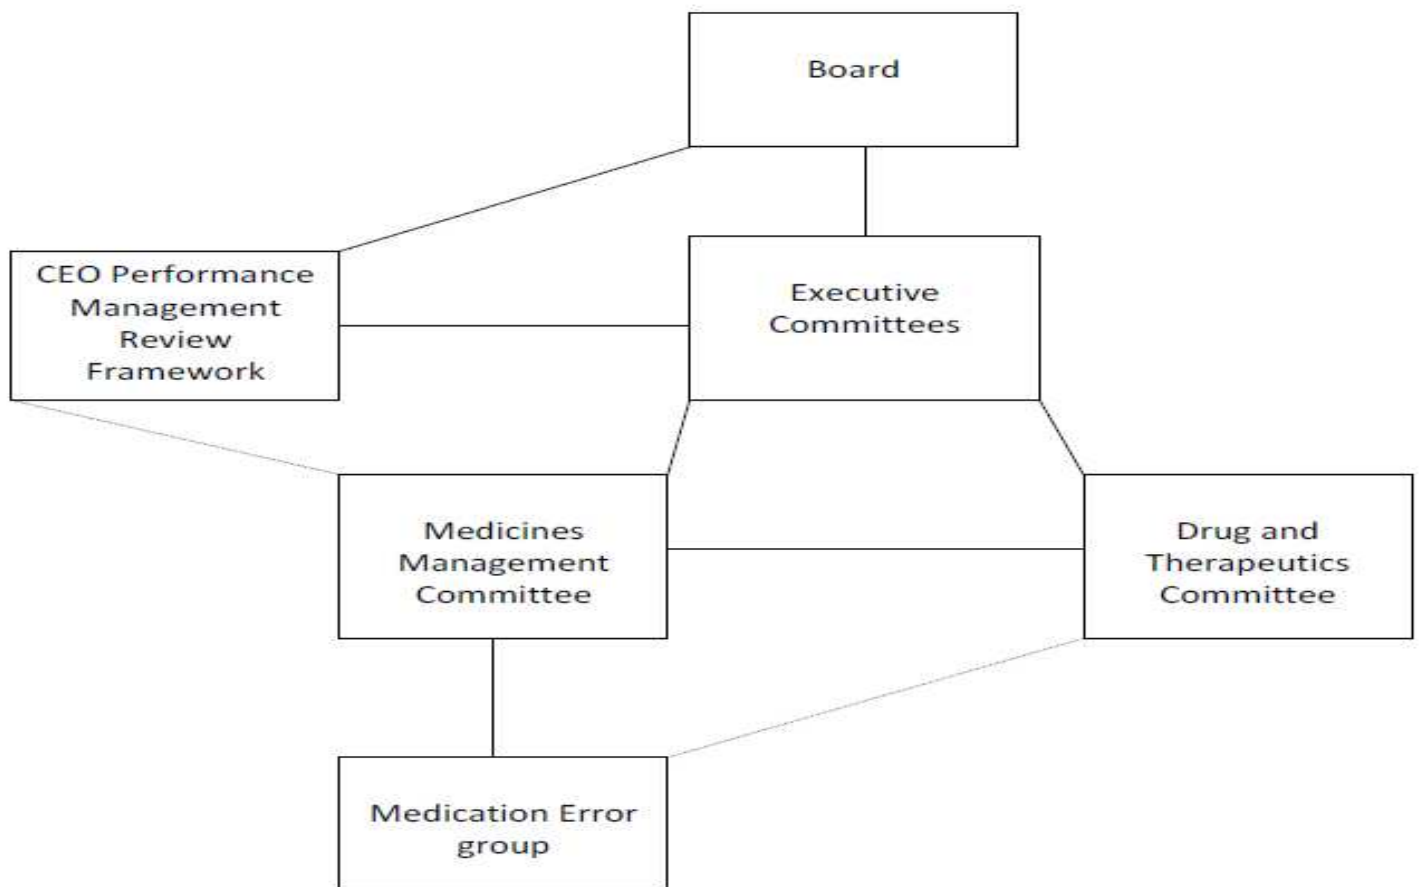 Board
CEO Performance
Management
Review
Framework
Executive
Committees
Medicines
Management
Committee
Drug and
Therapeutics
Committee
Medication Error
group